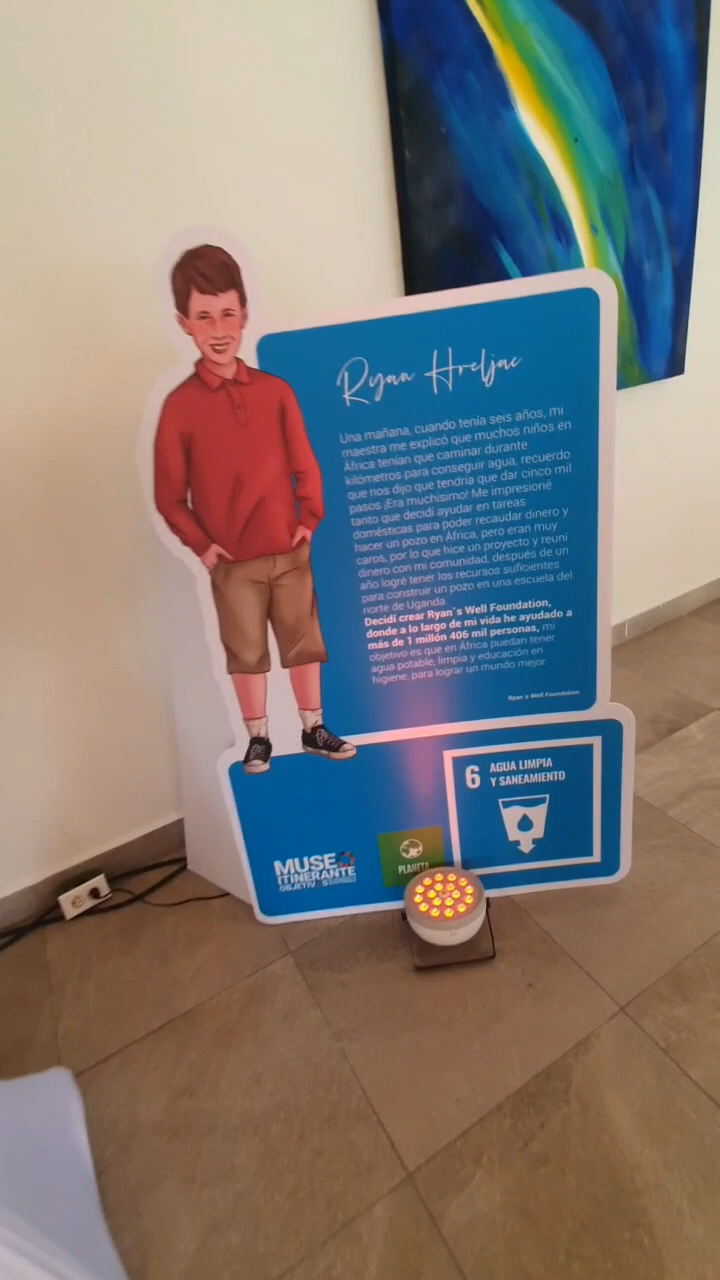 Ryan Hreljac
Una mañana, cuando tenía seis años, mi
maestra me explicó que muchos niños en
África tenían que caminar durante
kilómetros para conseguir agua, recuerdo
que nos dijo que tendría que dar cinco mil
pasos ¡Era muchísimo! Me impresioné
tanto que decidí ayudar en tareas
domésticas para poder recaudar dinero y
hacer un pozo en África, pero eran muy
caros, por lo que hice un proyecto y reuní
dinero con mi comunidad, después de un
año logré tener los recursos suficientes
para construir un pozo en una escuela del
norte de Uganda.
Decidí crear Ryan´s Well Foundation,
donde a lo largo de mi vida he ayudado a
más de 1 millón 406 mil personas, mi
objetivo es que en África puedan tener
agua potable, limpia y educación en
higiene, para lograr un mundo mejor.
Ryan´s Well Foundation
6 AGUA LIMPIA
Y SANEAMIENTO
MUSEO
ITINERANTE
OBJETIV S
PLANETA